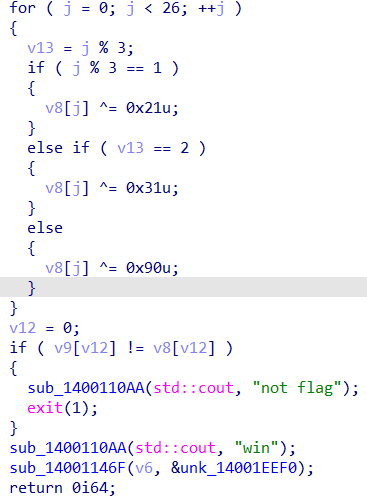 for ( j = 0; j < 26; ++j )
{
  v13 = j % 3;
  if ( j % 3 == 1 )
  {
    v8[j] ^= 0x21u;
  }
  else if ( v13 == 2 )
  {
    v8[j] ^= 0x31u;
  }
  else
  {
    v8[j] ^= 0x90u;
  }
}
v12 = 0;
if ( v9[v12] != v8[v12] )
{
  sub_1400110AA(std::cout, "not flag");
  exit(1);
}
sub_1400110AA(std::cout, "win");
sub_14001146F(v6, &unk_14001EEF0);
return 0i64;